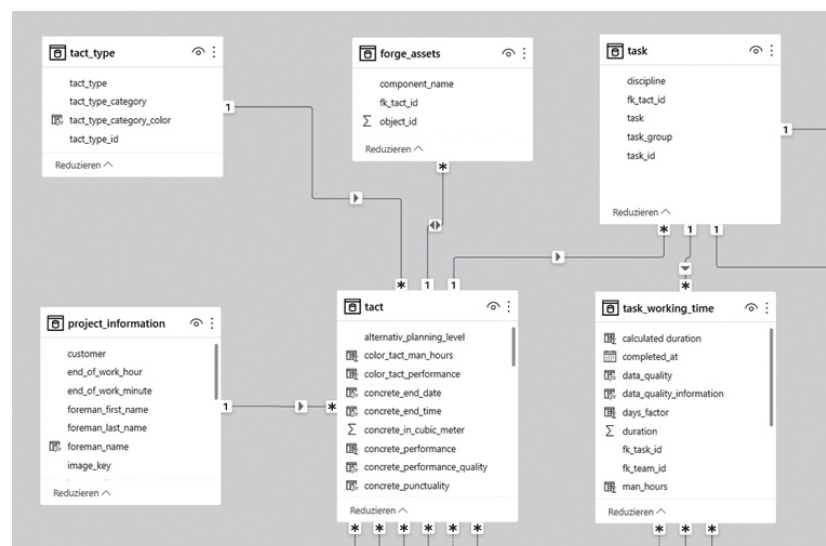 tact_type
tact_type
tact_type_category
tact_type_category_color
tact_type_id
Reduzieren
1
forge_assets
component_name
fk_tact_id
object_id
Reduzieren
*
task
discipline
fk_tact_id
task
task_group
task_id
Reduzieren
1
* 1 1
* 1 1
*
project_information
customer
end_of_work_hour
end_of_work_minute
foreman_first_name
foreman_last_name
foreman_name
image_key
Reduzieren
1
*
tact
alternativ_planning_level
color_tact_man_hours
color_tact_performance
concrete_end_date
concrete_end_time
concrete_in_cubic_meter
concrete_performance
concrete_performance_quality
concrete_punctuality
Reduzieren
* * * * * *
task_working_time
calculated duration
completed_at
data_quality
data_quality_information
days_factor
duration
fk_task_id
fk_team_id
man_hours
Reduzieren
* * *